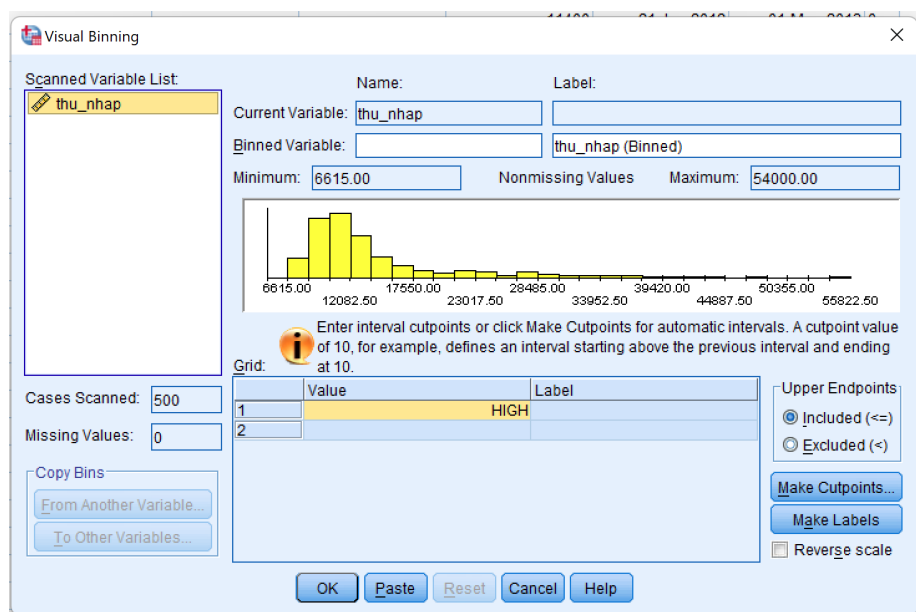 Visual Binning
Scanned Variable List:
thu_nhap
Name:
Label:
Current Variable: thu_nhap
Binned Variable:
thu_nhap (Binned)
Minimum: 6615.00
Nonmissing Values
Maximum: 54000.00
6615.00 17550.00 28485.00 39420.00 50355.00
12082.50 23017.50 33952.50 44887.50 55822.50
Enter interval cutpoints or click Make Cutpoints for automatic intervals. A cutpoint value
of 10, for example, defines an interval starting above the previous interval and ending
at 10.
Grid:
Value Label
1 HIGH
2
Cases Scanned: 500
Missing Values: 0
Copy Bins
From Another Variable...
To Other Variables...
Upper Endpoints
Included (<=)
Excluded (<)
Make Cutpoints...
Make Labels
Reverse scale
OK Paste Reset Cancel Help